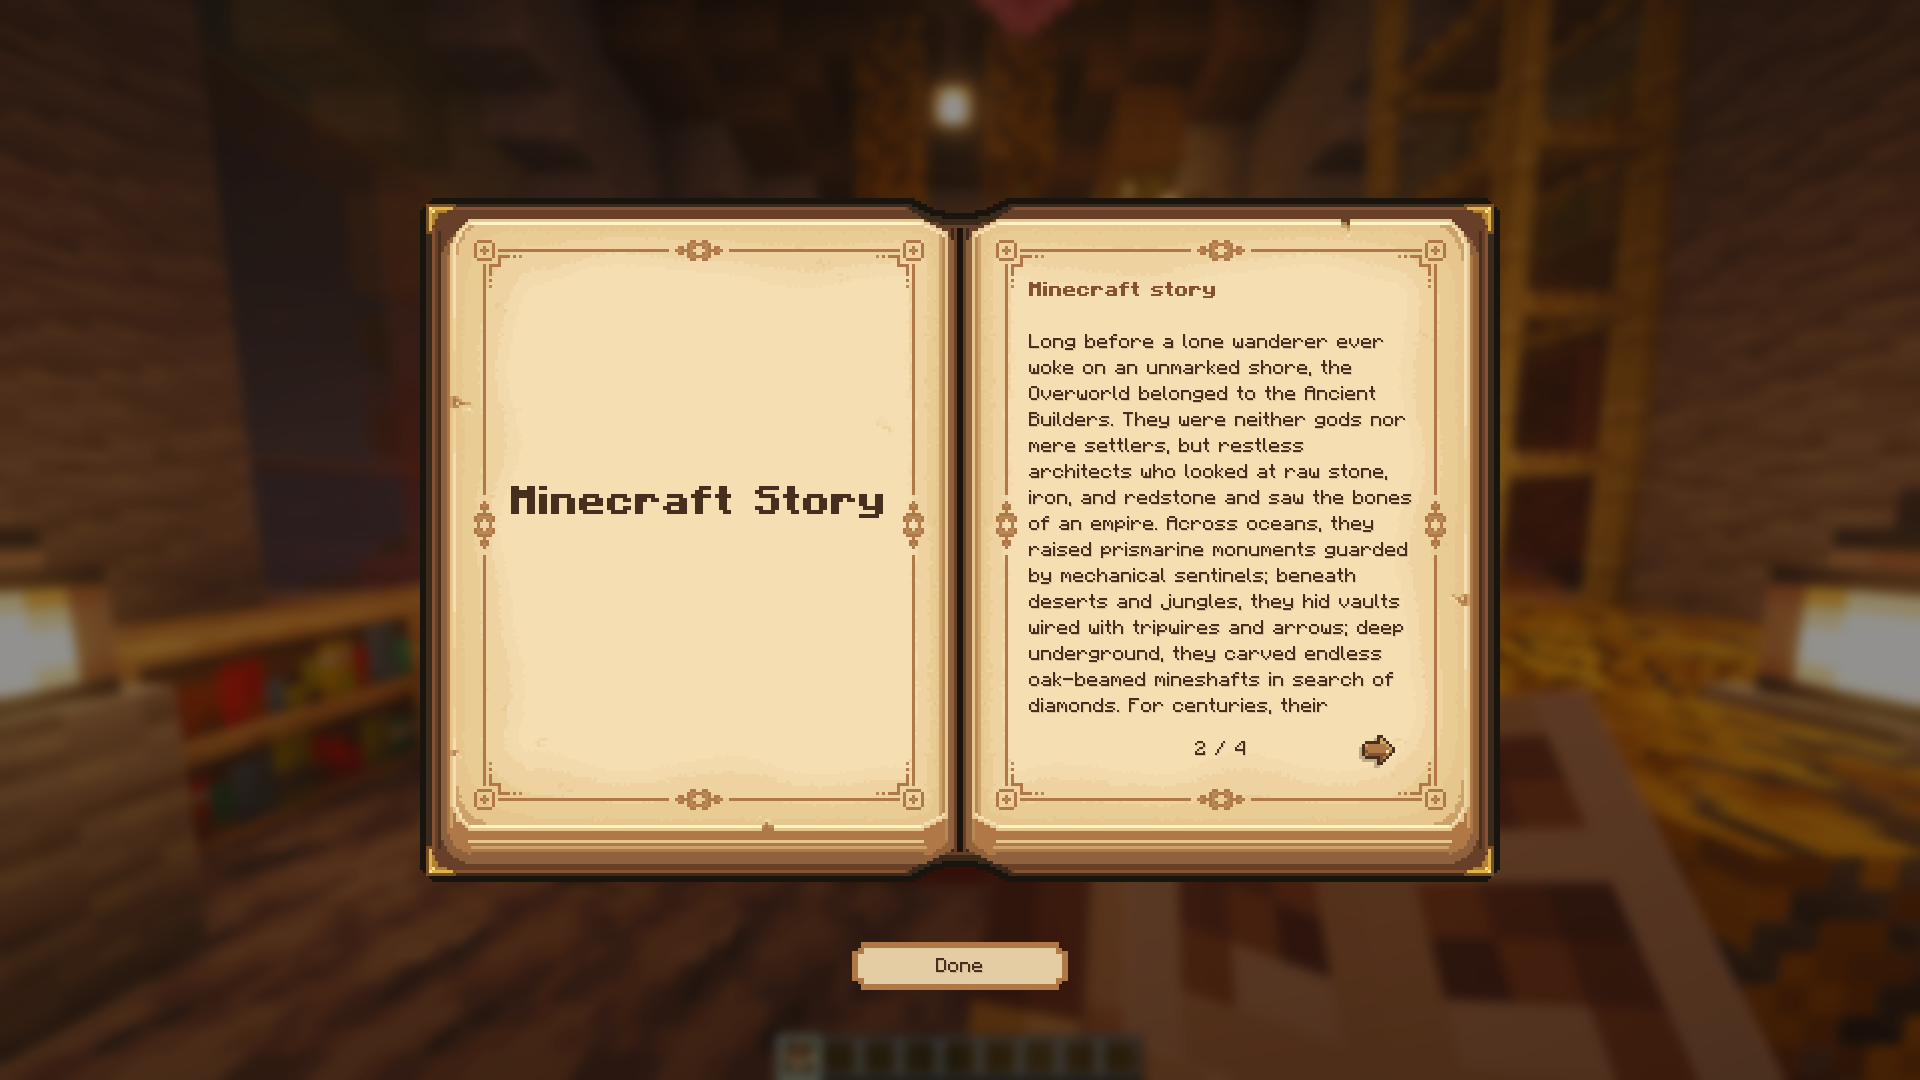 Minecraft Story
Minecraft story
Long before a lone wanderer ever
woke on an unmarked shore, the
Overworld belonged to the Ancient
Builders. They were neither gods nor
mere settlers, but restless
architects who looked at raw stone,
iron, and redstone and saw the bones
of an empire. Across oceans, they
raised prismarine monuments guarded
by mechanical sentinels; beneath
deserts and jungles, they hid vaults
wired with tripwires and arrows; deep
underground, they carved endless
oak-beamed mineshafts in search of
diamonds. For centuries, their
2 / 4
Done